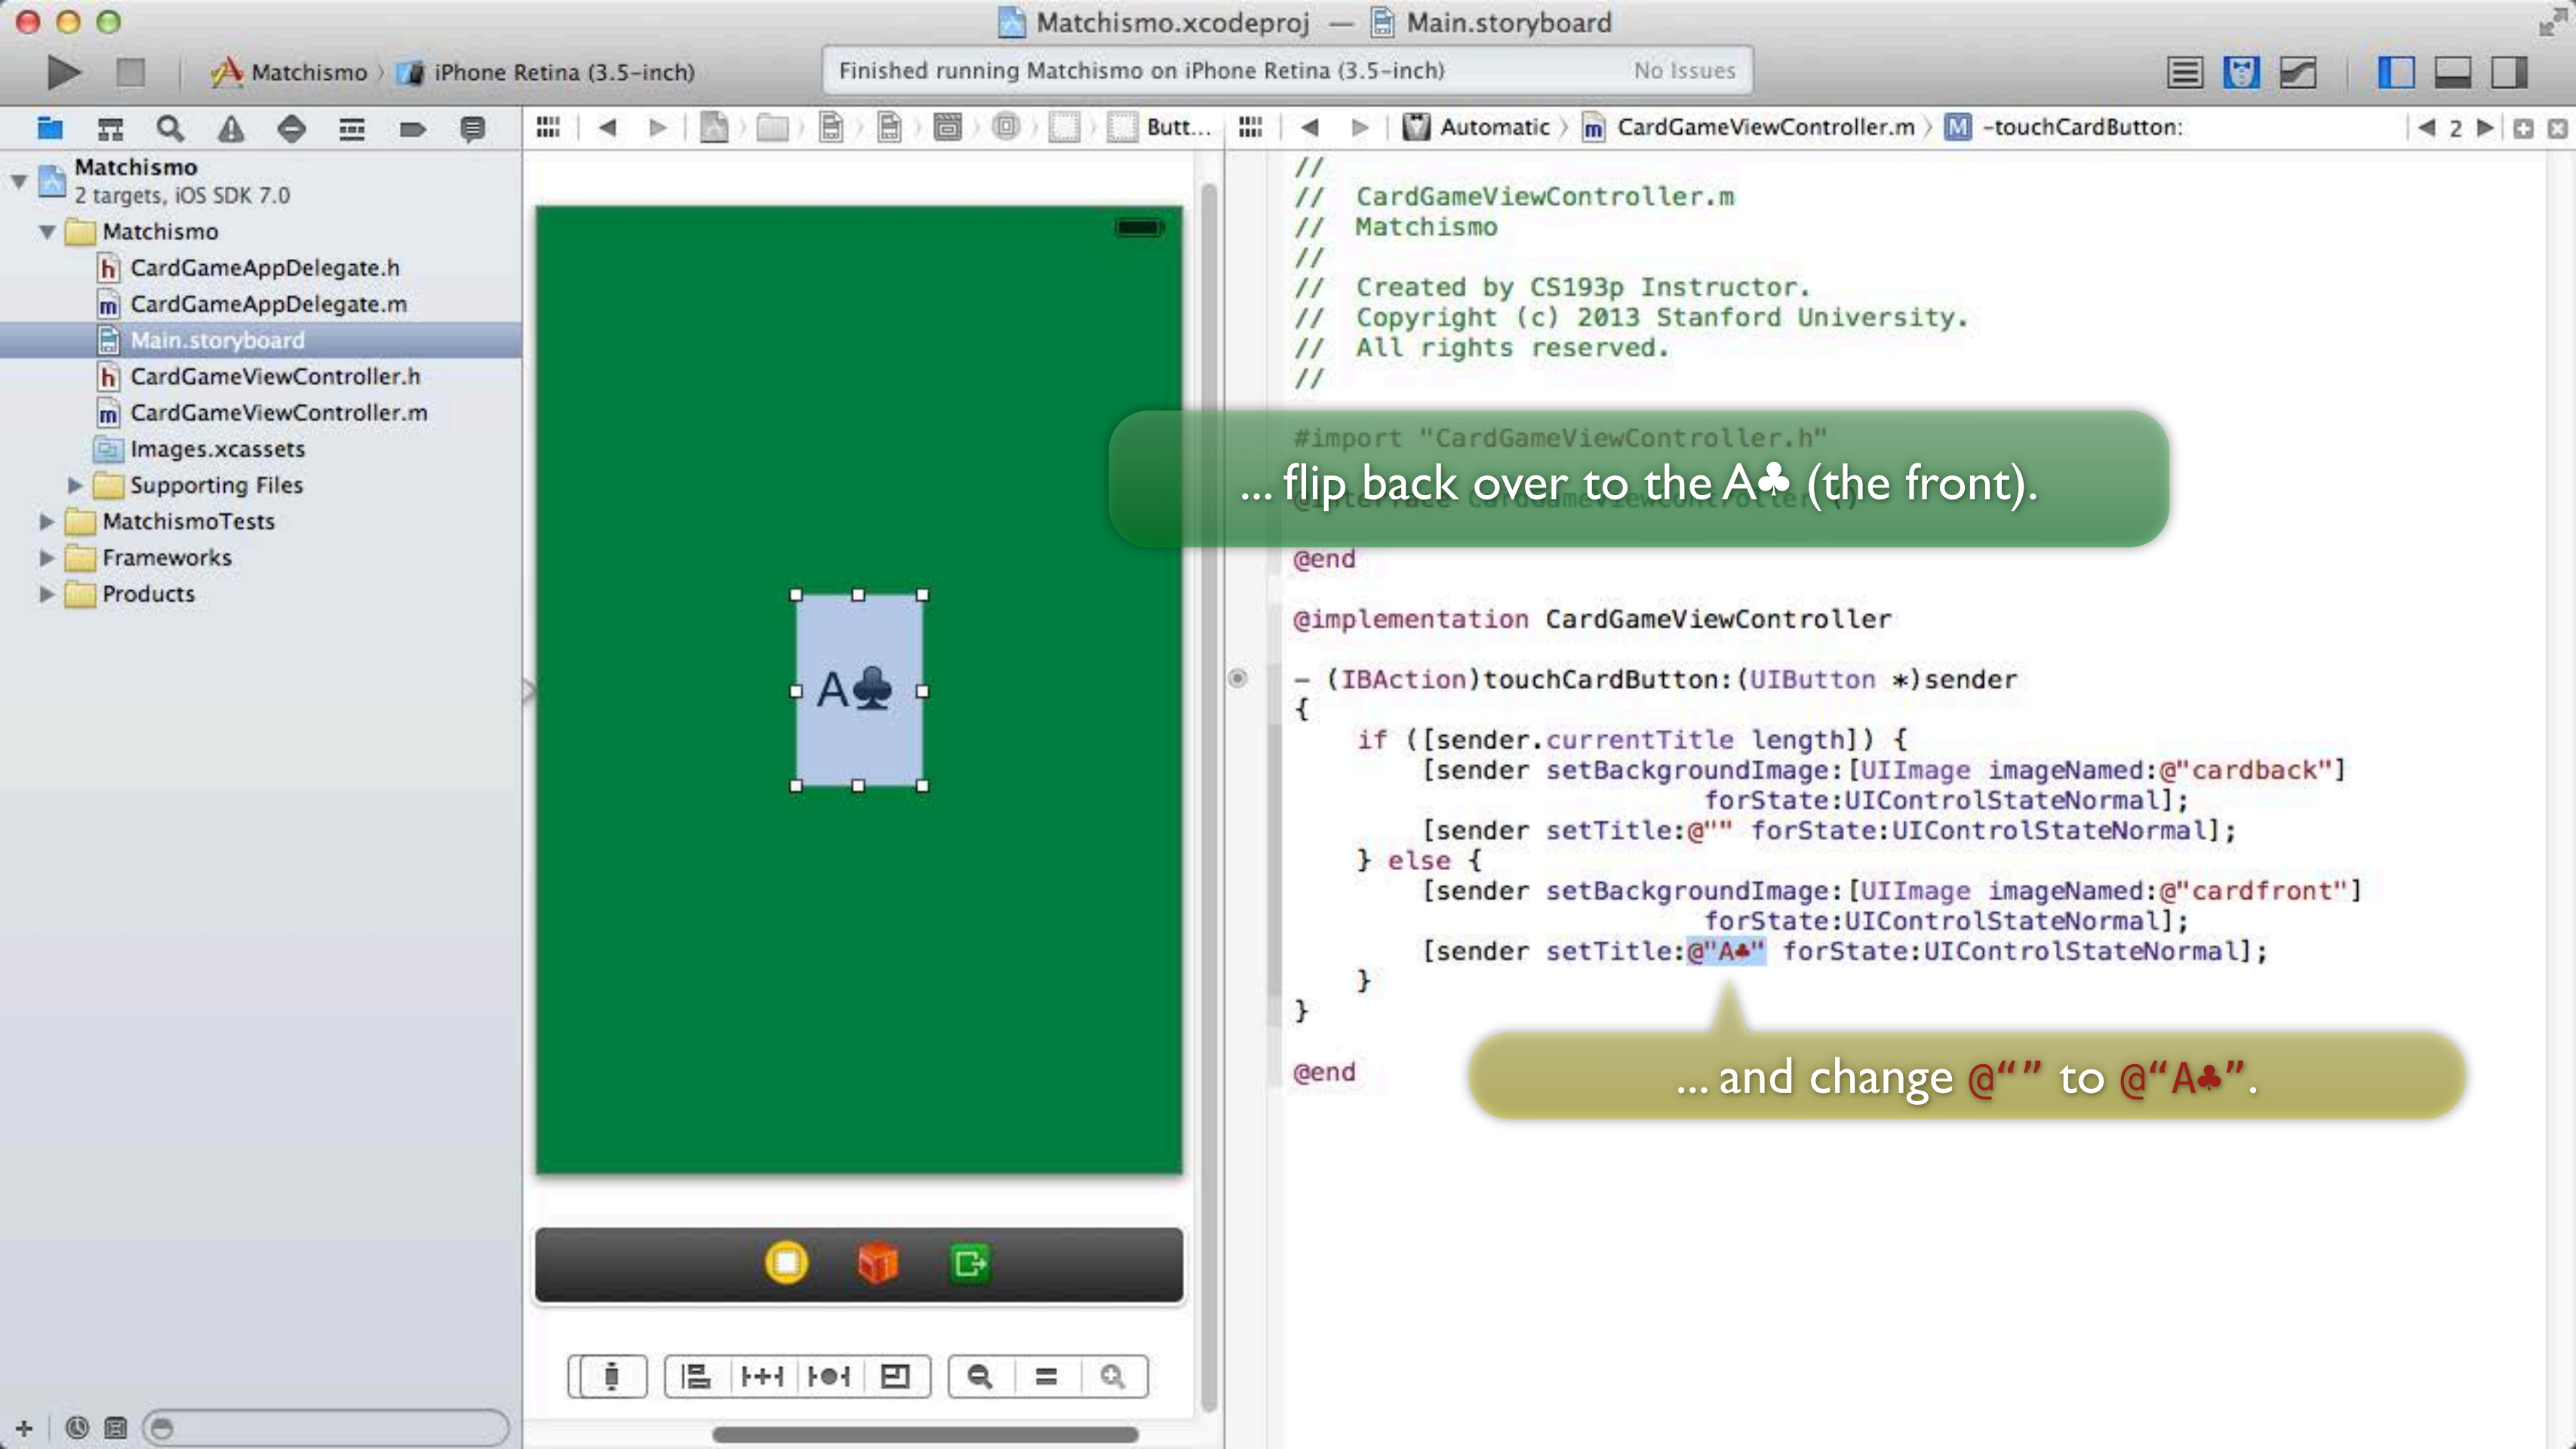 Matchismo.xcodeproj — Main.storyboard
Matchismo 〉 iPhone Retina (3.5-inch)
Finished running Matchismo on iPhone Retina (3.5-inch)
No Issues
Butt...
Automatic 〉 CardGameViewController.m 〉 M -touchCardButton:
2
Matchismo
2 targets, iOS SDK 7.0
Matchismo
h CardGameAppDelegate.h
m CardGameAppDelegate.m
Main.storyboard
h CardGameViewController.h
m CardGameViewController.m
Images.xcassets
Supporting Files
MatchismoTests
Frameworks
Products
A♣
//
// CardGameViewController.m
// Matchismo
//
// Created by CS193p Instructor.
// Copyright (c) 2013 Stanford University.
// All rights reserved.
//
#import "CardGameViewController.h"
... flip back over to the A♣ (the front).
@interface CardGameViewController ()
@end
@implementation CardGameViewController
- (IBAction)touchCardButton:(UIButton *)sender
{
if ([sender.currentTitle length]) {
[sender setBackgroundImage:[UIImage imageNamed:@"cardback"]
forState:UIControlStateNormal];
[sender setTitle:@"" forState:UIControlStateNormal];
} else {
[sender setBackgroundImage:[UIImage imageNamed:@"cardfront"]
forState:UIControlStateNormal];
[sender setTitle:@"A♣" forState:UIControlStateNormal];
}
}
... and change @“” to @“A♣”.
@end